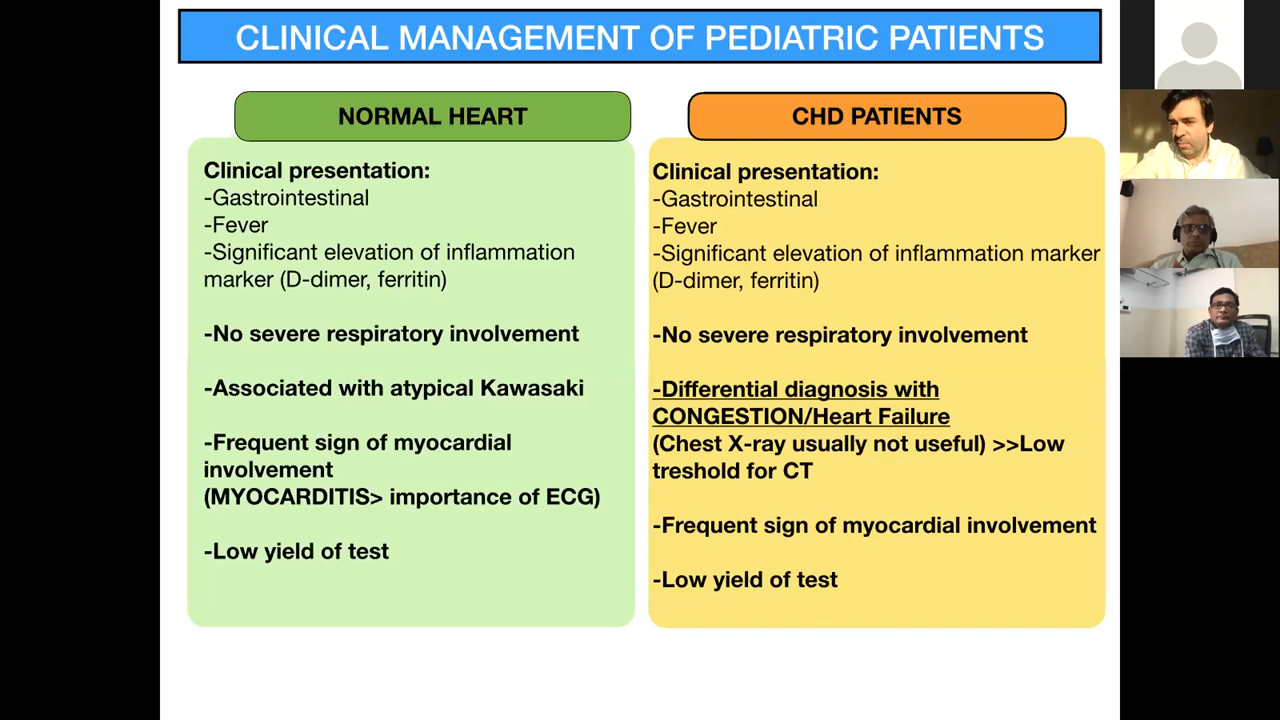 CLINICAL MANAGEMENT OF PEDIATRIC PATIENTS
NORMAL HEART
Clinical presentation:
-Gastrointestinal
-Fever
-Significant elevation of inflammation
marker (D-dimer, ferritin)
-No severe respiratory involvement
-Associated with atypical Kawasaki
-Frequent sign of myocardial
involvement
(MYOCARDITIS> importance of ECG)
-Low yield of test
CHD PATIENTS
Clinical presentation:
-Gastrointestinal
-Fever
-Significant elevation of inflammation marker
(D-dimer, ferritin)
-No severe respiratory involvement
-Differential diagnosis with
CONGESTION/Heart Failure
(Chest X-ray usually not useful) >>Low
treshold for CT
-Frequent sign of myocardial involvement
-Low yield of test